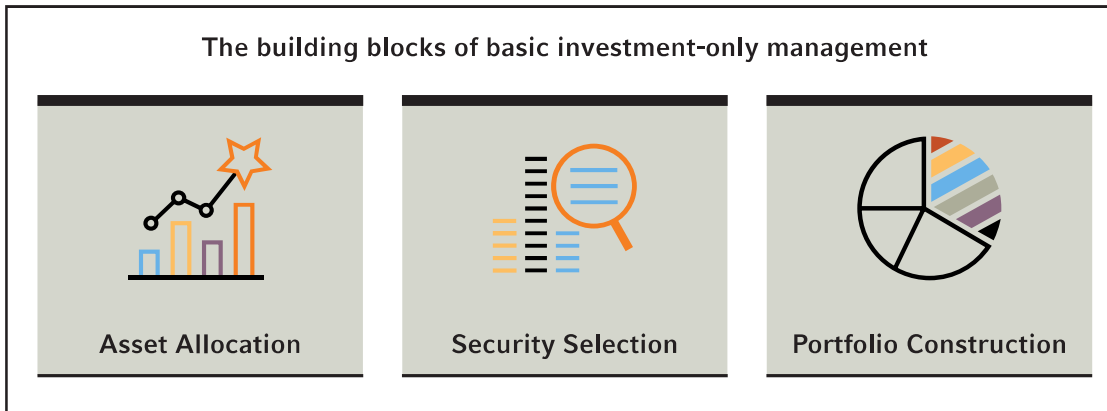 The building blocks of basic investment-only management
Asset Allocation
Security Selection
Portfolio Construction